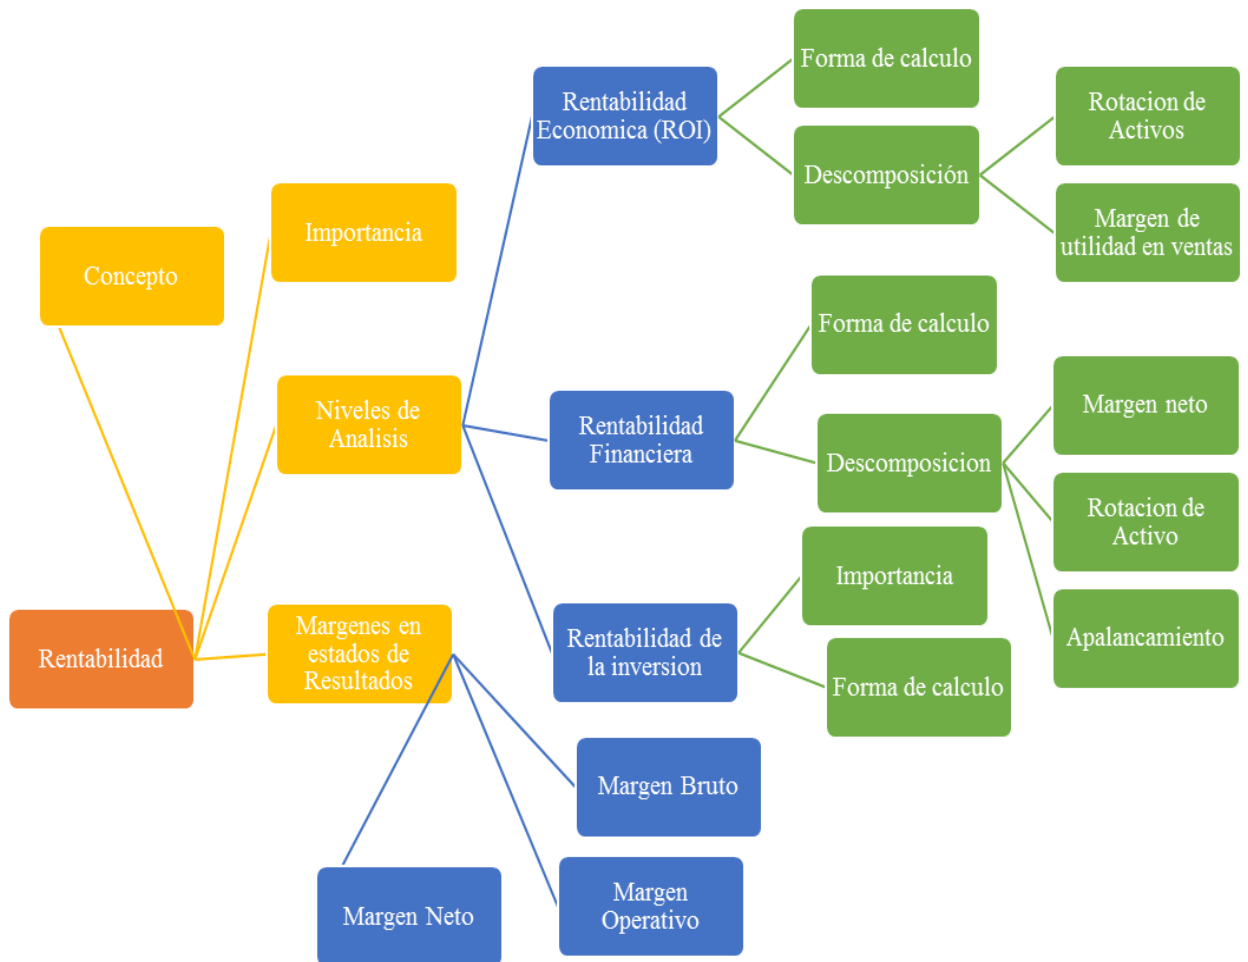 Forma de calculo
Rentabilidad
Economica (ROI)
Rotacion de
Activos
Descomposición
Importancia
Margen de
utilidad en ventas
Concepto
Forma de calculo
Niveles de
Analisis
Rentabilidad
Financiera
Margen neto
Descomposicion
Rotacion de
Activo
Importancia
Rentabilidad
Margenes en
estados de
Resultados
Rentabilidad de
la inversion
Apalancamiento
Forma de calculo
Margen Bruto
Margen Neto
Margen
Operativo